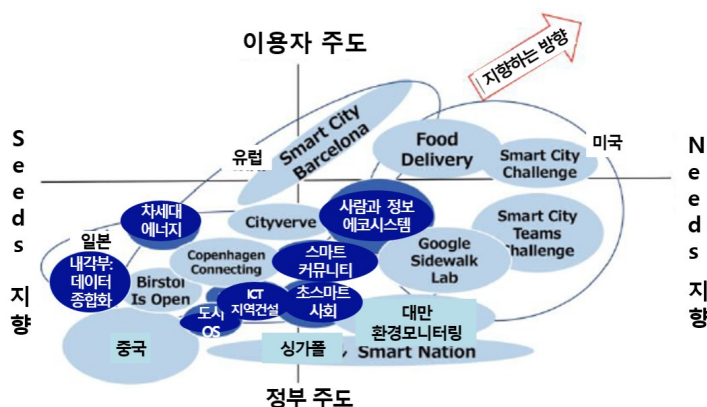 이용자 주도
지향하는 방향
Seeds 지향
Needs 지향
유럽
Smart City
Barcelona
Food
Delivery
Smart City
Challenge
미국
차세대
에너지
Cityverve
사람과 정보
에코시스템
Smart City
Teams
Challenge
일본
내각부:
데이터
종합화
Birstol
Is Open
Copenhagen
Connecting
스마트
커뮤니티
Google
Sidewalk
Lab
ICT
지역건설
초스마트
사회
도시
OS
대만
환경모니터링
중국
싱가폴
Smart Nation
정부 주도